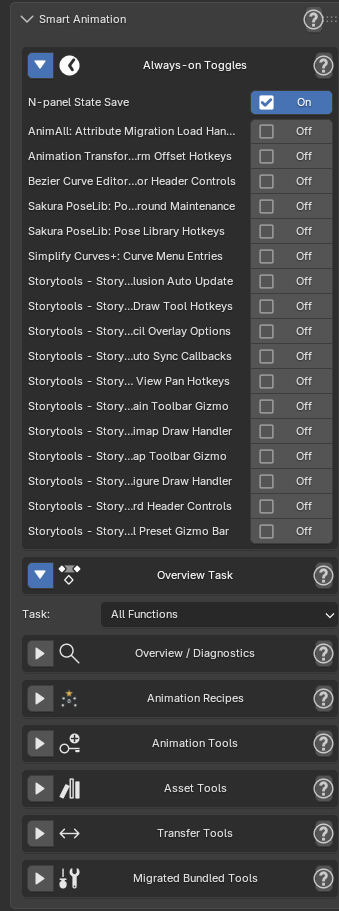 Smart Animation
Always-on Toggles
N-panel State Save On
AnimAll: Attribute Migration Load Han... Off
Animation Transfor...rm Offset Hotkeys Off
Bezier Curve Editor...or Header Controls Off
Sakura PoseLib: Po...round Maintenance Off
Sakura PoseLib: Pose Library Hotkeys Off
Simplify Curves+: Curve Menu Entries Off
Storytools - Story...lusion Auto Update Off
Storytools - Story...Draw Tool Hotkeys Off
Storytools - Story...cil Overlay Options Off
Storytools - Story...uto Sync Callbacks Off
Storytools - Story... View Pan Hotkeys Off
Storytools - Story...ain Toolbar Gizmo Off
Storytools - Story...imap Draw Handler Off
Storytools - Story...ap Toolbar Gizmo Off
Storytools - Story...igure Draw Handler Off
Storytools - Story...rd Header Controls Off
Storytools - Story...l Preset Gizmo Bar Off
Overview Task
Task: All Functions
Overview / Diagnostics
Animation Recipes
Animation Tools
Asset Tools
Transfer Tools
Migrated Bundled Tools